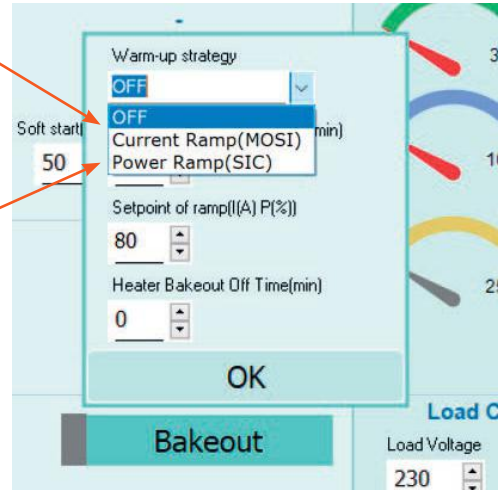 Warm-up strategy
OFF
OFF
Current Ramp(MOSI)
Power Ramp(SIC)
Soft start(
min)
50
Setpoint of ramp(I(A) P(%))
80
Heater Bakeout Off Time(min)
0
OK
Bakeout
Load
Load Voltage
230